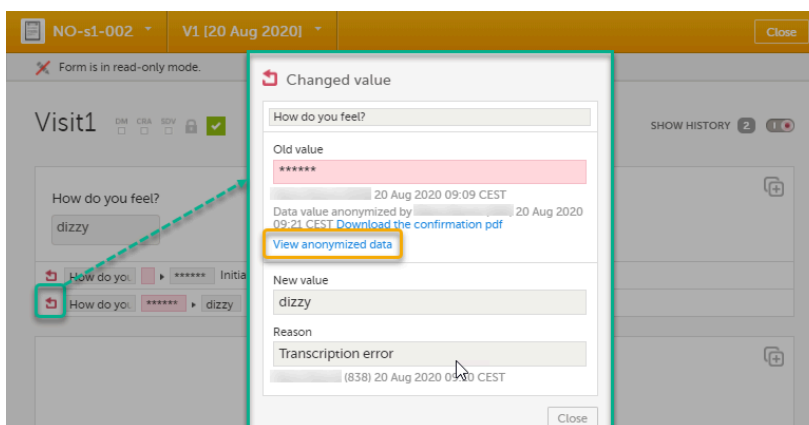 NO-s1-002 V1 [20 Aug 2020] Close
Form is in read-only mode.
Changed value
Visit1 DM CRA SDV
SHOW HISTORY 2
How do you feel?
dizzy
How do you ****** Initia
How do you ****** dizzy
How do you feel?
Old value
******
20 Aug 2020 09:09 CEST
Data value anonymized by 20 Aug 2020
09:21 CEST Download the confirmation pdf
View anonymized data
New value
dizzy
Reason
Transcription error
(838) 20 Aug 2020 CEST
Close